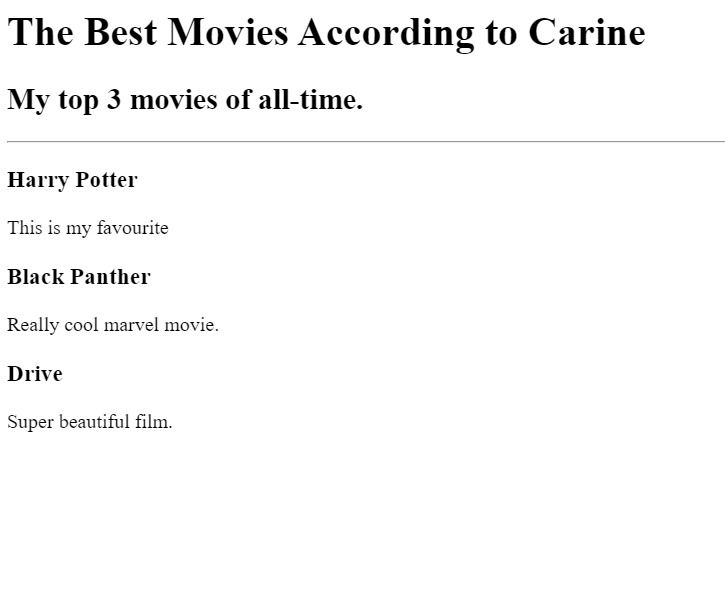 The Best Movies According to Carine
My top 3 movies of all-time.
Harry Potter
This is my favourite
Black Panther
Really cool marvel movie.
Drive
Super beautiful film.